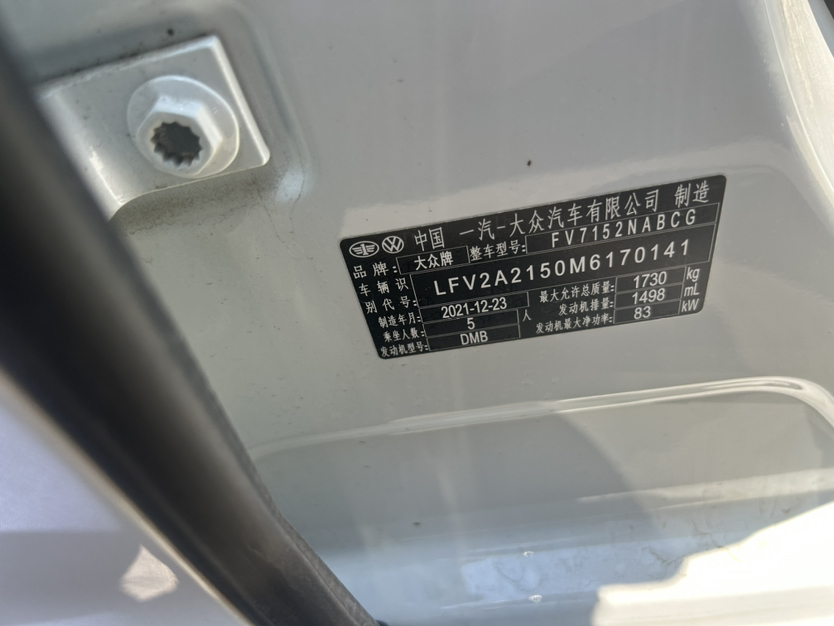 中国 一汽-大众汽车有限公司 制造
品牌: 大众牌 整车型号: FV7152NABCG
车辆识别代号: LFV2A2150M6170141
制造年月: 2021-12-23 最大允许总质量: 1730 kg
乘坐人数: 5 人 发动机排量: 1498 mL
发动机型号: DMB 发动机最大净功率: 83 kW